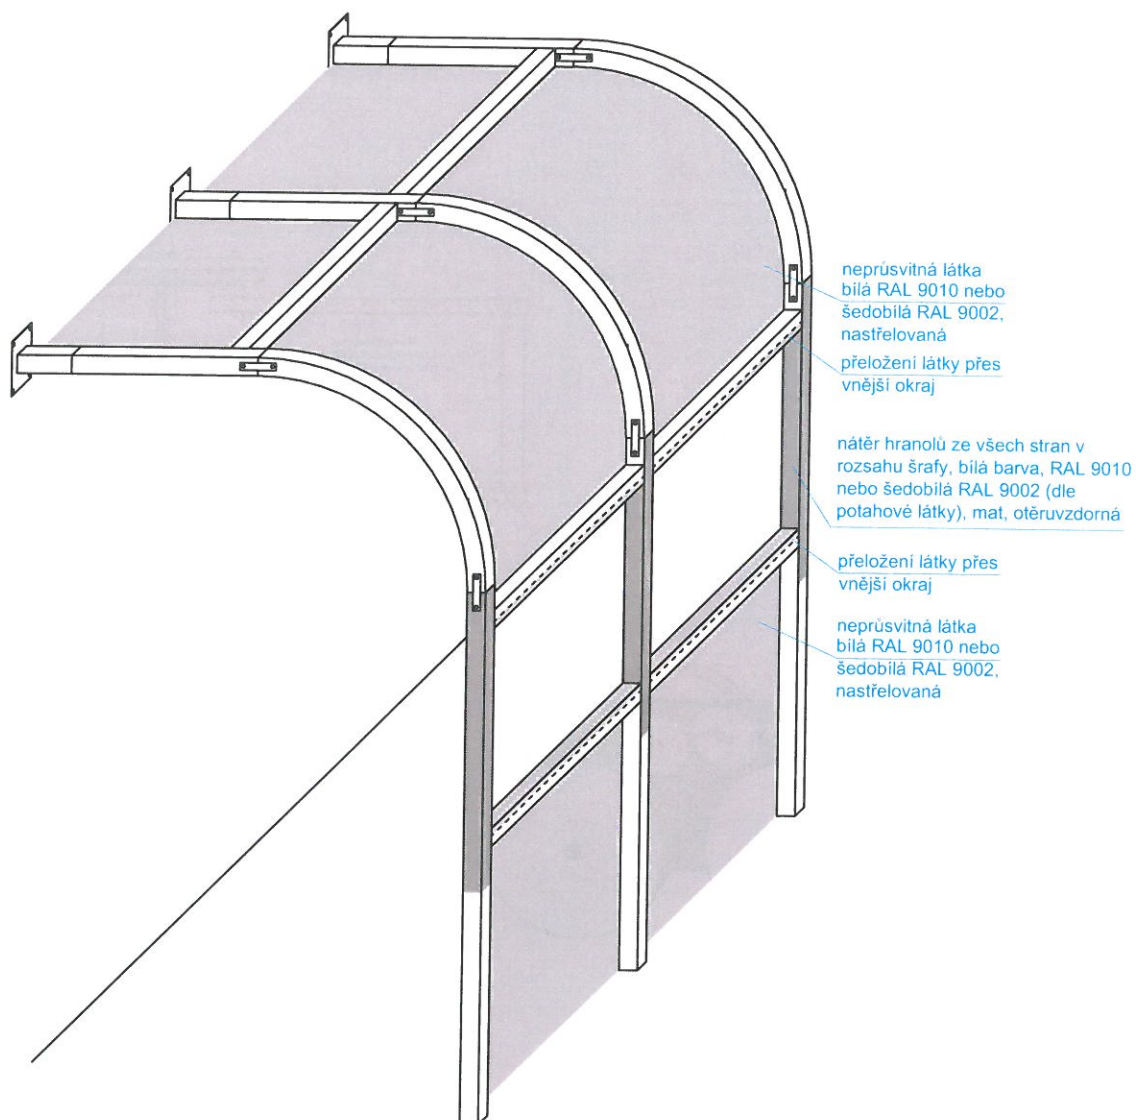 neprůsvitná látka
bílá RAL 9010 nebo
šedobílá RAL 9002,
nastřelovaná
přeložení látky přes
vnější okraj
nátěr hranolů ze všech stran v
rozsahu šrafy, bílá barva, RAL 9010
nebo šedobílá RAL 9002 (dle
potahové látky), mat, otěruvzdorná
přeložení látky přes
vnější okraj
neprůsvitná látka
bílá RAL 9010 nebo
šedobílá RAL 9002,
nastřelovaná